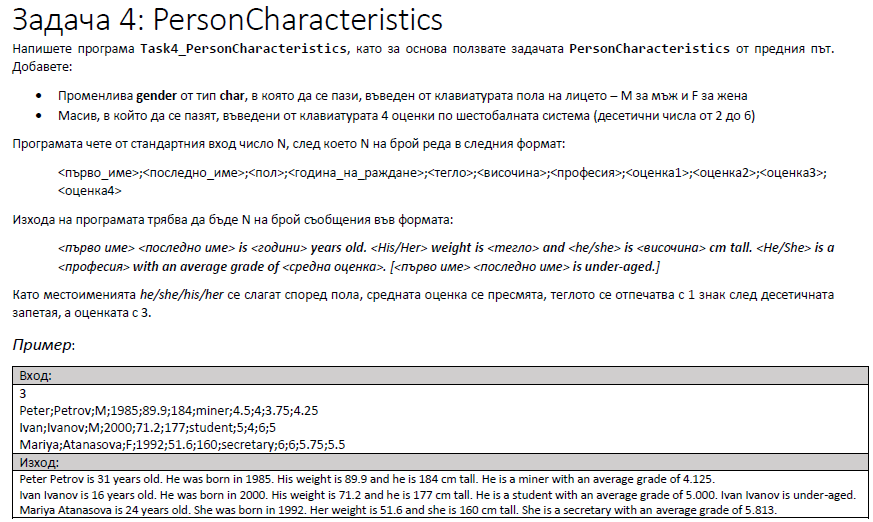 Задача 4: PersonCharacteristics
Напишете програма Task4_PersonCharacteristics, като за основа ползвате задачата PersonCharacteristics от предния път.
Добавете:
• Променлива gender от тип char, в която да се пази, въведен от клавиатурата пола на лицето – M за мъж и F за жена
• Масив, в който да се пазят, въведени от клавиатурата 4 оценки по шестобалната система (десетични числа от 2 до 6)
Програмата чете от стандартния вход число N, след което N на брой реда в следния формат:
<първо_име>;<последно_име>;<пол>;<година_на_раждане>;<тегло>;<височина>;<професия>;<оценка1>;<оценка2>;<оценка3>;
<оценка4>
Изхода на програмата трябва да бъде N на брой съобщения във формата:
<първо име> <последно име> is <години> years old. <His/Her> weight is <тегло> and <he/she> is <височина> cm tall. <He/She> is a
<професия> with an average grade of <средна оценка>. [<първо име> <последно име> is under-aged.]
Като местоименията he/she/his/her се слагат според пола, средната оценка се пресмята, теглото се отпечатва с 1 знак след десетичната
запетая, а оценката с 3.
Пример:
Вход:
3
Peter;Petrov;M;1985;89.9;184;miner;4.5;4;3.75;4.25
Ivan;Ivanov;M;2000;71.2;177;student;5;4;6;5
Mariya;Atanasova;F;1992;51.6;160;secretary;6;6;5.75;5.5
Изход:
Peter Petrov is 31 years old. He was born in 1985. His weight is 89.9 and he is 184 cm tall. He is a miner with an average grade of 4.125.
Ivan Ivanov is 16 years old. He was born in 2000. His weight is 71.2 and he is 177 cm tall. He is a student with an average grade of 5.000. Ivan Ivanov is under-aged.
Mariya Atanasova is 24 years old. She was born in 1992. Her weight is 51.6 and she is 160 cm tall. She is a secretary with an average grade of 5.813.